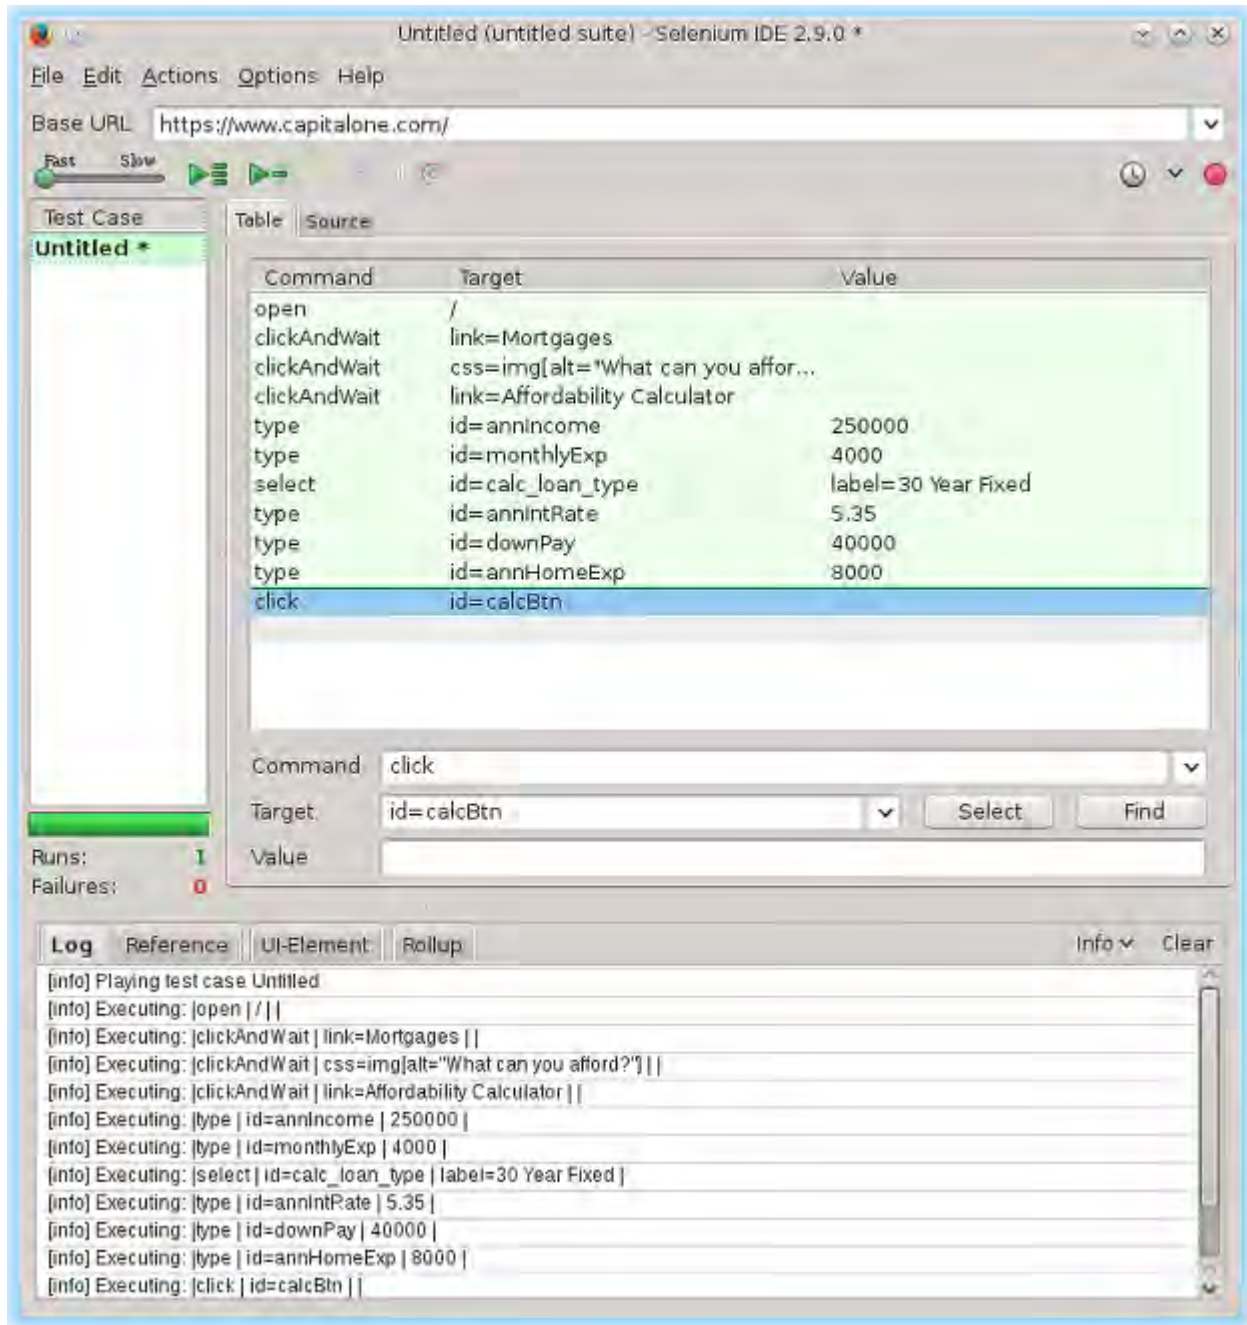 Untitled (untitled suite) - Selenium IDE 2.9.0 *
File Edit Actions Options Help
Base URL https://www.capitalone.com/
Fast Slow
Test Case
Untitled *
Table Source
Command Target Value
open /
clickAndWait link=Mortgages
clickAndWait css=img[alt="What can you affor...
clickAndWait link=Affordability Calculator
type id=annIncome 250000
type id=monthlyExp 4000
select id=calc_loan_type label=30 Year Fixed
type id=annIntRate 5.35
type id=downPay 40000
type id=annHomeExp 8000
click id=calcBtn
Command click
Target id=calcBtn Select Find
Value
Runs: 1
Failures: 0
Log Reference UI-Element Rollup Info Clear
[info] Playing test case Untitled
[info] Executing: |open | / | |
[info] Executing: |clickAndWait | link=Mortgages | |
[info] Executing: |clickAndWait | css=img[alt="What can you afford?"] | |
[info] Executing: |clickAndWait | link=Affordability Calculator | |
[info] Executing: |type | id=annIncome | 250000 |
[info] Executing: |type | id=monthlyExp | 4000 |
[info] Executing: |select | id=calc_loan_type | label=30 Year Fixed |
[info] Executing: |type | id=annIntRate | 5.35 |
[info] Executing: |type | id=downPay | 40000 |
[info] Executing: |type | id=annHomeExp | 8000 |
[info] Executing: |click | id=calcBtn | |